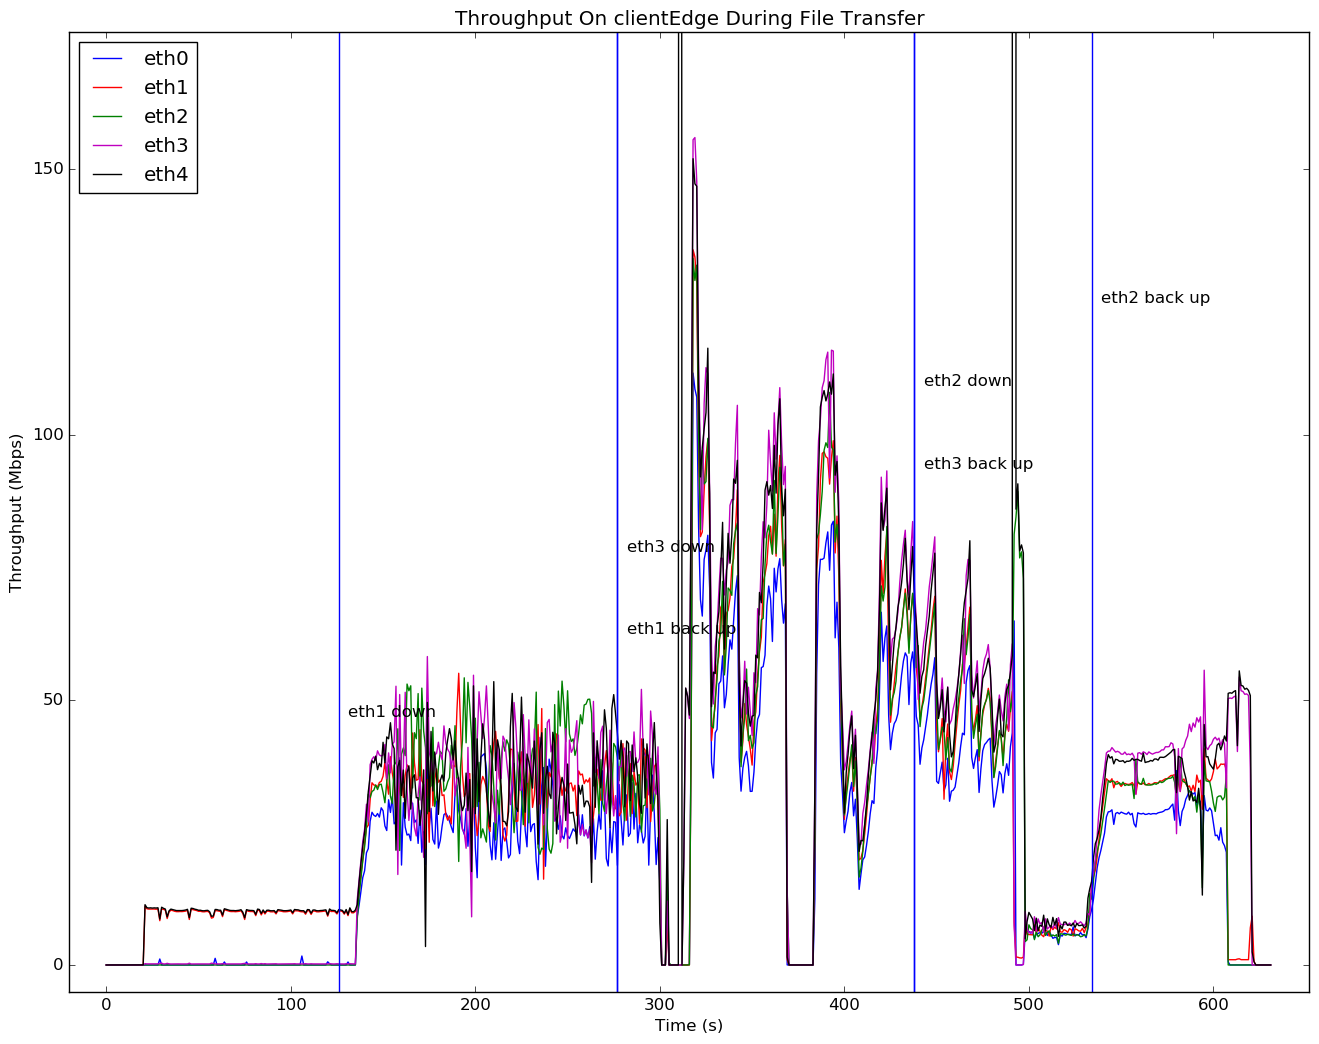 Throughput On clientEdge During File Transfer
eth0
eth1
eth2
eth3
eth4
150
100
50
0
Throughput (Mbps)
eth2 back up
eth2 down
eth3 back up
eth3 down
eth1 back up
eth1 down
0
100
200
300
400
500
600
Time (s)